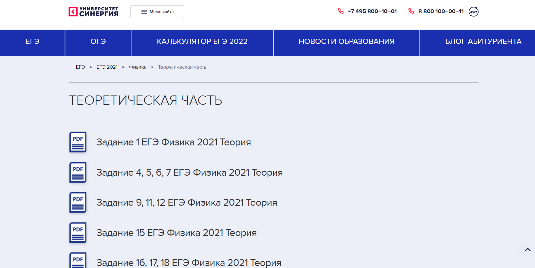 УНИВЕРСИТЕТ
СИНЕРГИЯ
Меню сайта
+7 495 800–10–01
8 800 100–00–11
ЕГЭ
ОГЭ
КАЛЬКУЛЯТОР ЕГЭ 2022
НОВОСТИ ОБРАЗОВАНИЯ
БЛОГ АБИТУРИЕНТА
ЕГЭ • ЕГЭ 2021 • Физика • Теоретическая часть
ТЕОРЕТИЧЕСКАЯ ЧАСТЬ
PDF
Задание 1 ЕГЭ Физика 2021 Теория
PDF
Задание 4, 5, 6, 7 ЕГЭ Физика 2021 Теория
PDF
Задание 9, 11, 12 ЕГЭ Физика 2021 Теория
PDF
Задание 15 ЕГЭ Физика 2021 Теория
PDF
Задание 16, 17, 18 ЕГЭ Физика 2021 Теория